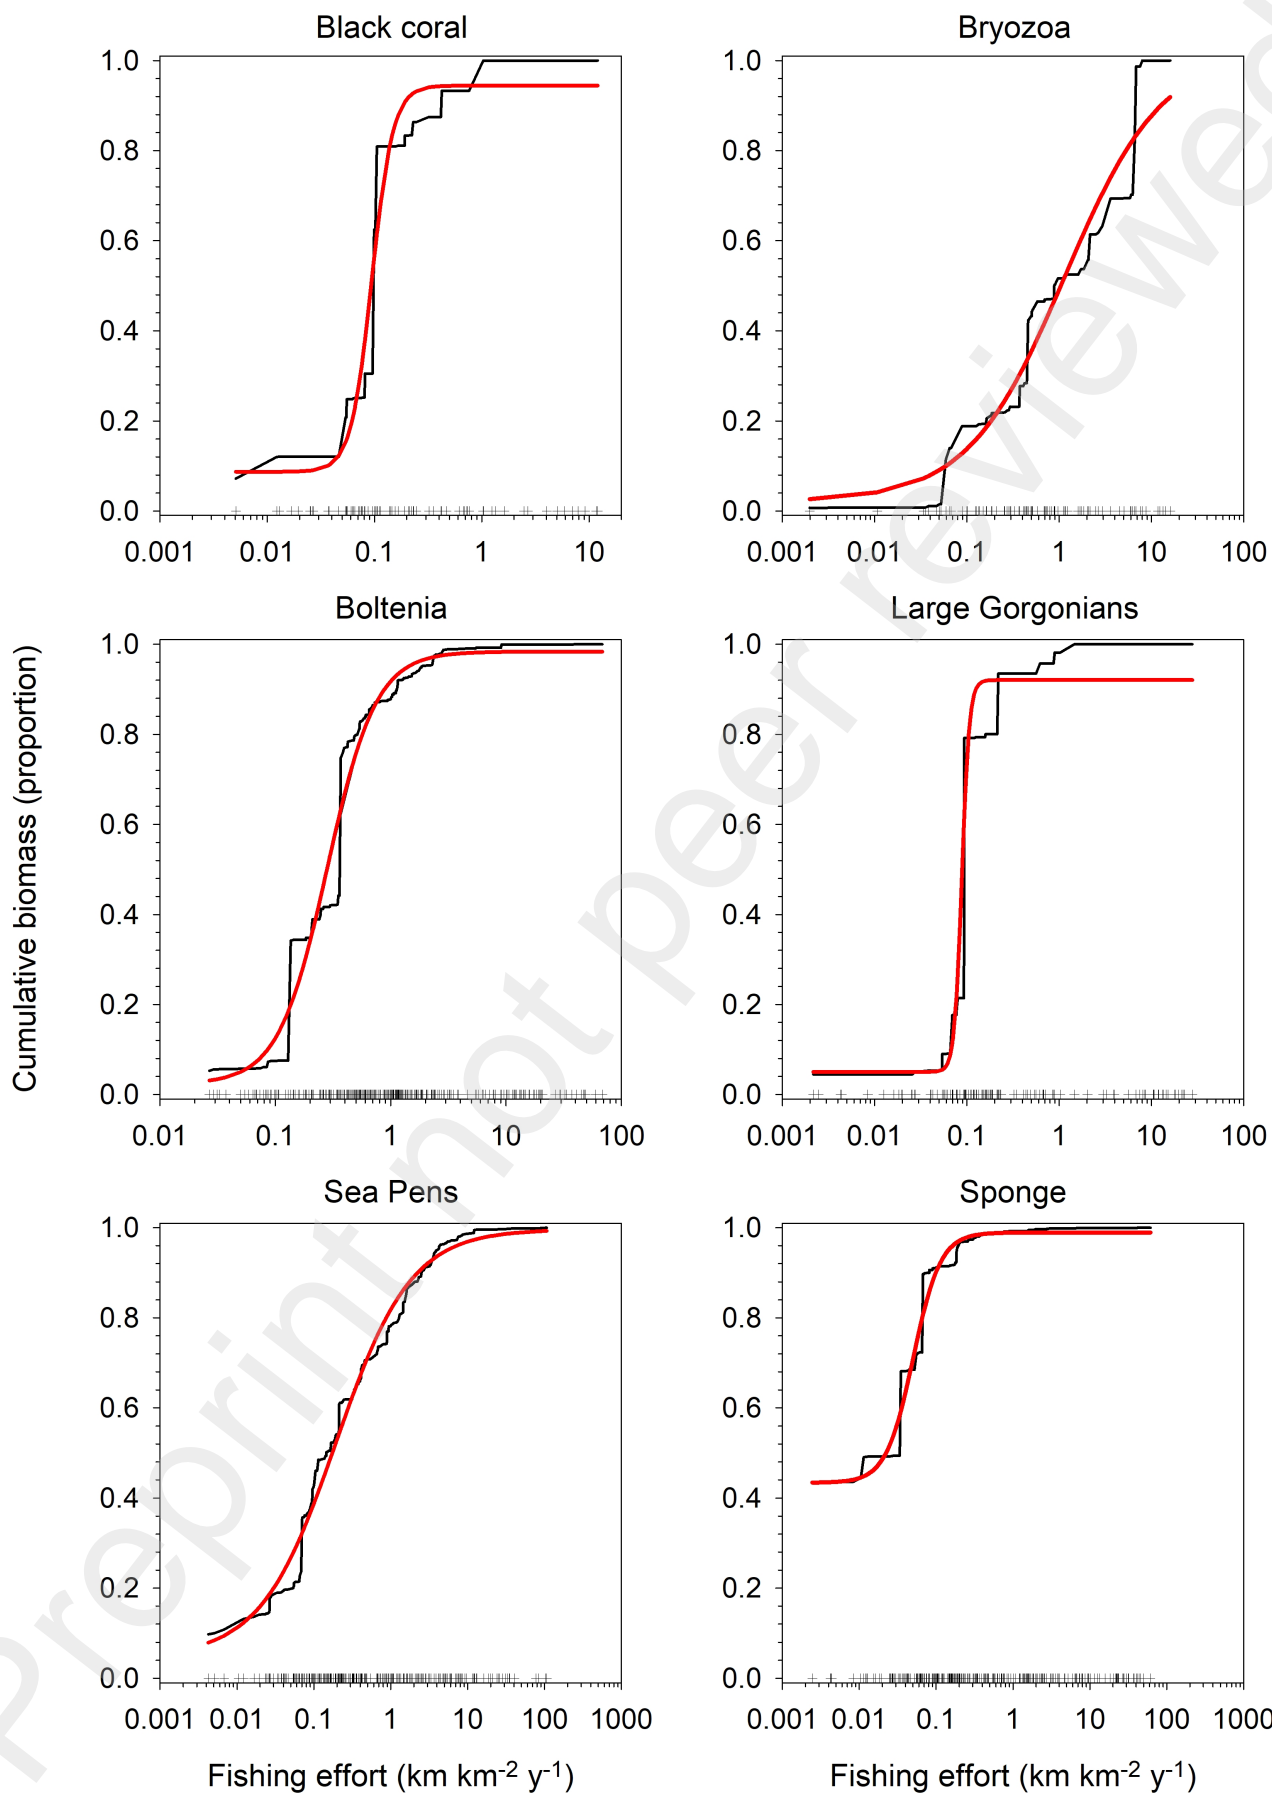 Black coral
Bryozoa
1.0
0.8
0.6
0.4
0.2
0.0
0.001 0.01 0.1 1 10
1.0
0.8
0.6
0.4
0.2
0.0
0.001 0.01 0.1 1 10 100
Boltenia
Large Gorgonians
Cumulative biomass (proportion)
1.0
0.8
0.6
0.4
0.2
0.0
0.01 0.1 1 10 100
1.0
0.8
0.6
0.4
0.2
0.0
0.001 0.01 0.1 1 10 100
Sea Pens
Sponge
1.0
0.8
0.6
0.4
0.2
0.0
0.001 0.01 0.1 1 10 100 1000
1.0
0.8
0.6
0.4
0.2
0.0
0.001 0.01 0.1 1 10 100 1000
Fishing effort (km km-2 y-1)
Fishing effort (km km-2 y-1)
Preprint not peer reviewed